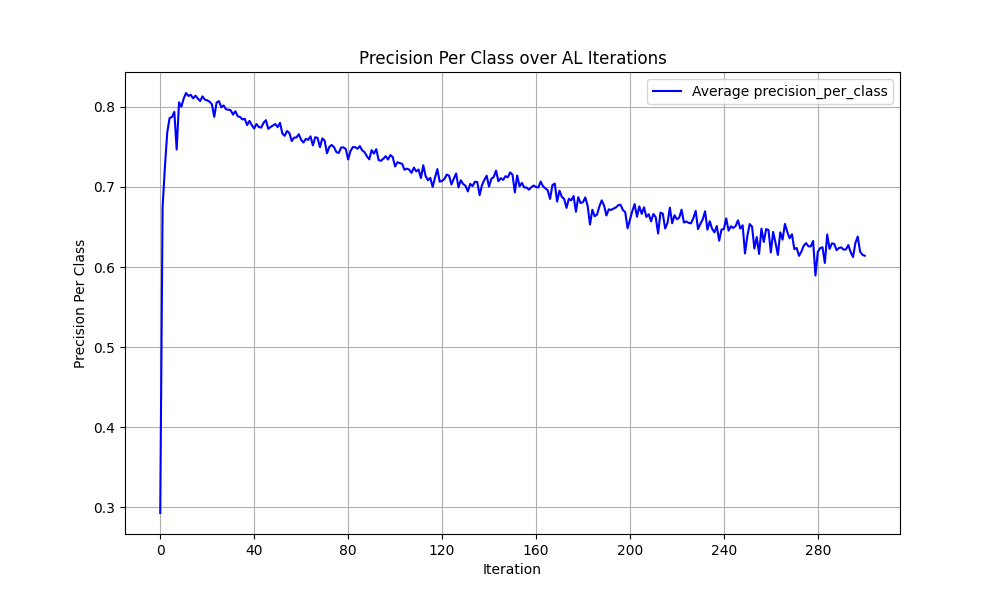 Precision Per Class over AL Iterations
Average precision_per_class
Precision Per Class
0.8
0.7
0.6
0.5
0.4
0.3
0 40 80 120 160 200 240 280
Iteration